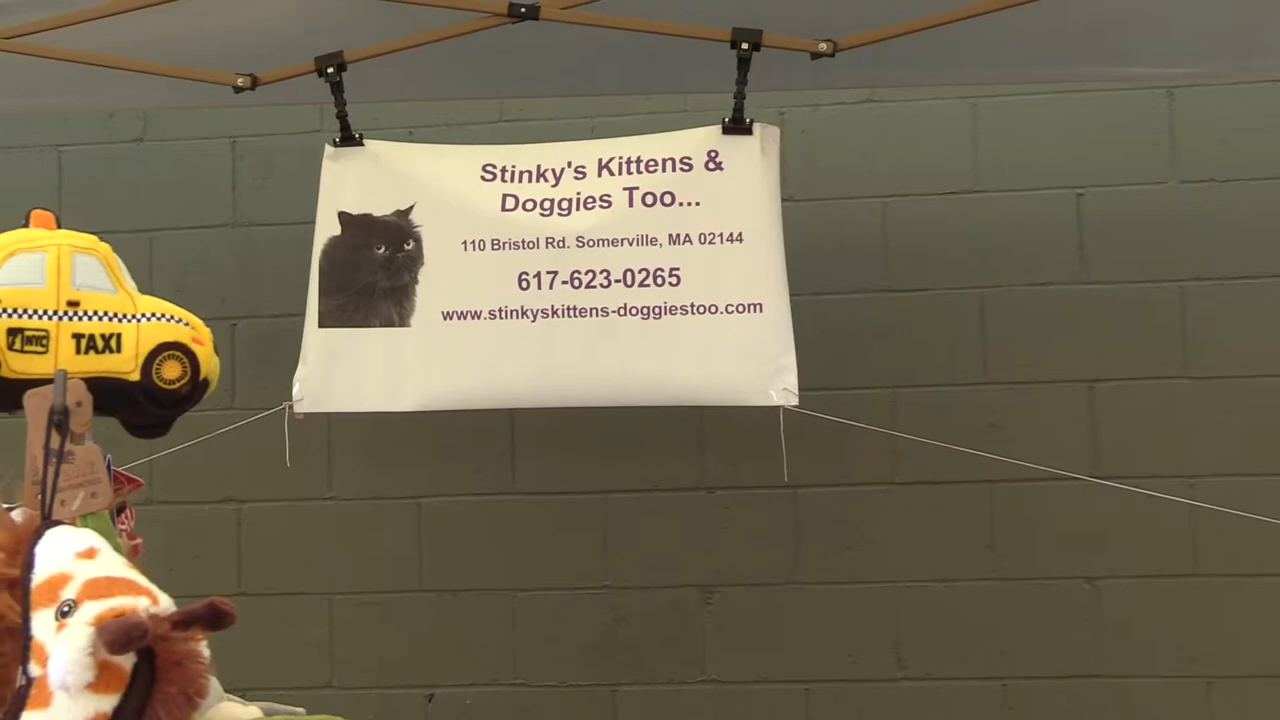 Stinky's Kittens &
Doggies Too...
110 Bristol Rd. Somerville, MA 02144
617-623-0265
www.stinkyskittens-doggiestoo.com
NYC
TAXI